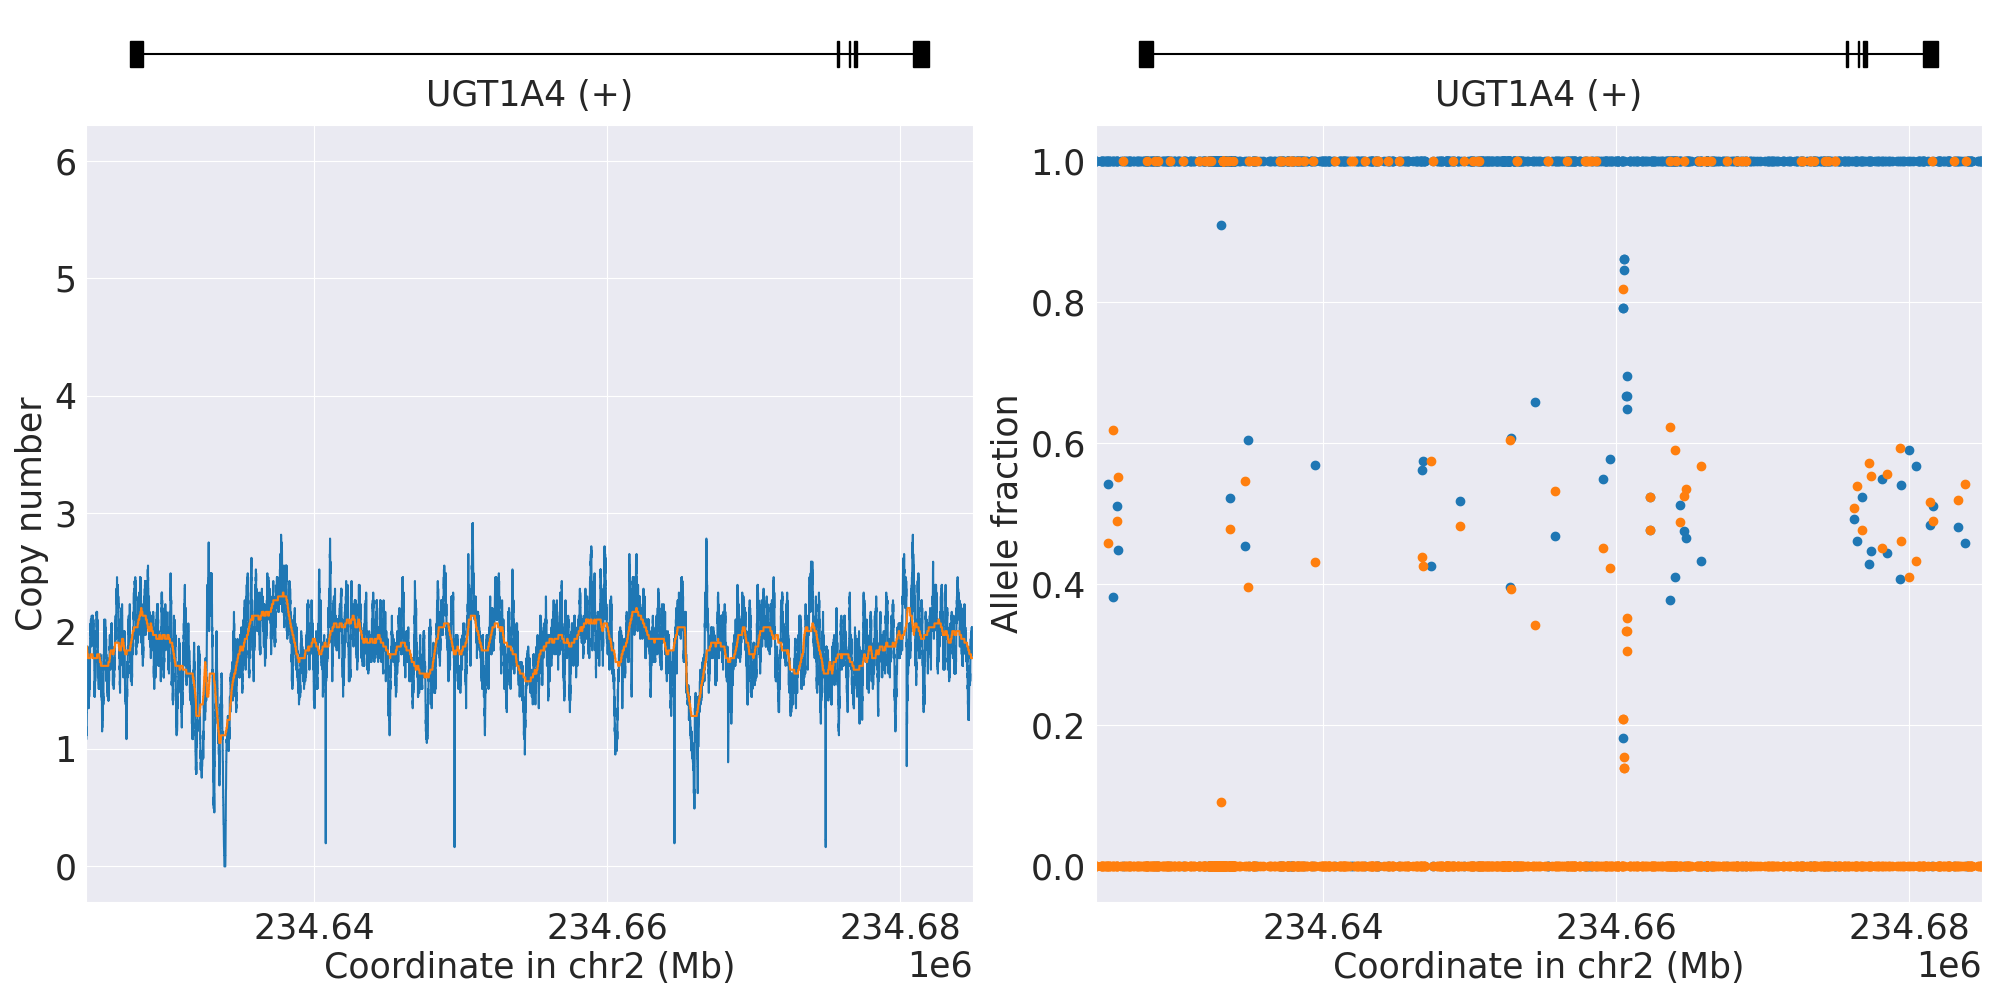 UGT1A4 (+)
Copy number
6
5
4
3
2
1
0
234.64
234.66
234.68
Coordinate in chr2 (Mb)
1e6
UGT1A4 (+)
Allele fraction
1.0
0.8
0.6
0.4
0.2
0.0
234.64
234.66
234.68
Coordinate in chr2 (Mb)
1e6